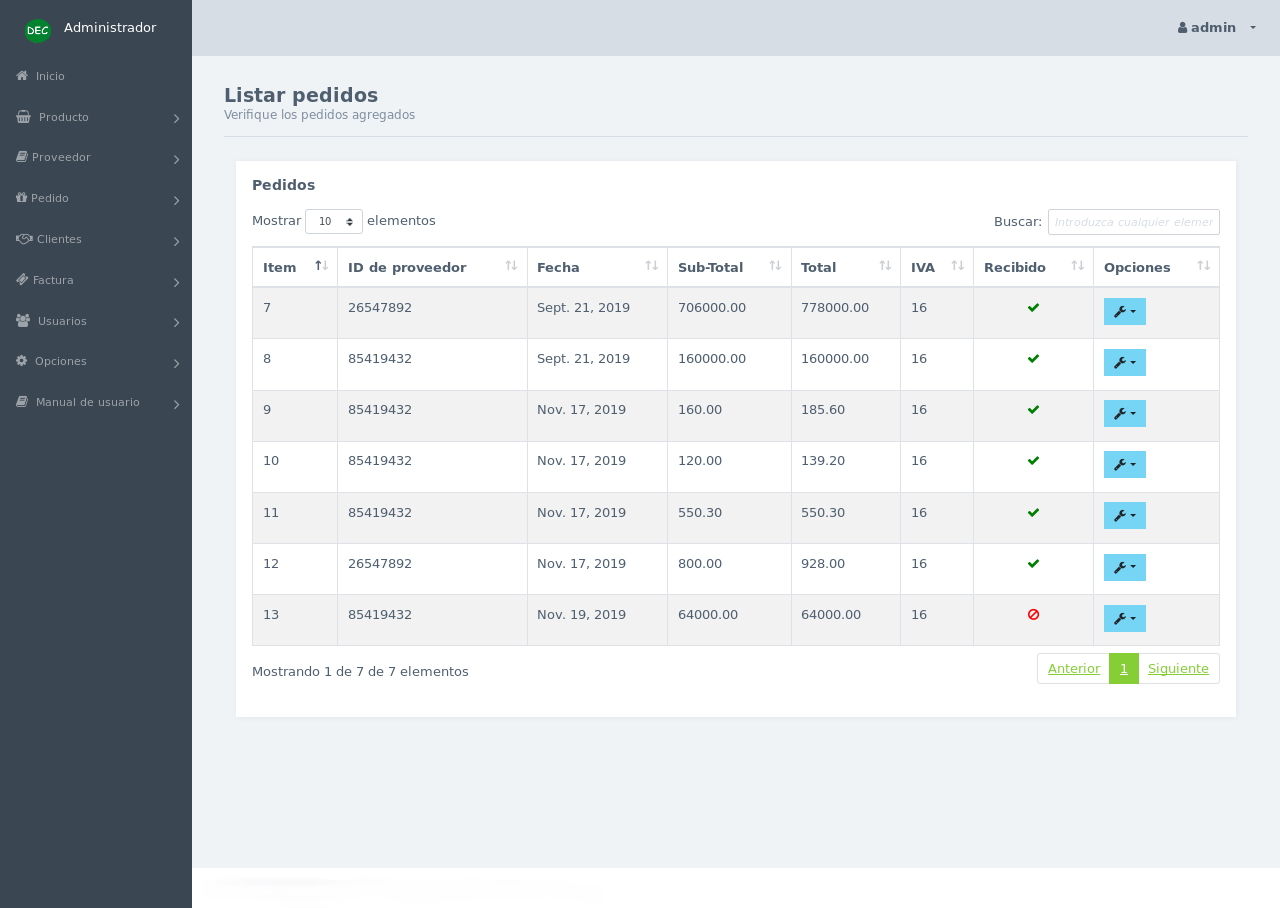 DEC Administrador
admin
Inicio
Producto
Proveedor
Pedido
Clientes
Factura
Usuarios
Opciones
Manual de usuario
Listar pedidos
Verifique los pedidos agregados
Pedidos
Mostrar 10 elementos
Buscar: Introduzca cualquier elemer
Item ID de proveedor Fecha Sub-Total Total IVA Recibido Opciones
7 26547892 Sept. 21, 2019 706000.00 778000.00 16
8 85419432 Sept. 21, 2019 160000.00 160000.00 16
9 85419432 Nov. 17, 2019 160.00 185.60 16
10 85419432 Nov. 17, 2019 120.00 139.20 16
11 85419432 Nov. 17, 2019 550.30 550.30 16
12 26547892 Nov. 17, 2019 800.00 928.00 16
13 85419432 Nov. 19, 2019 64000.00 64000.00 16
Mostrando 1 de 7 de 7 elementos
Anterior 1 Siguiente